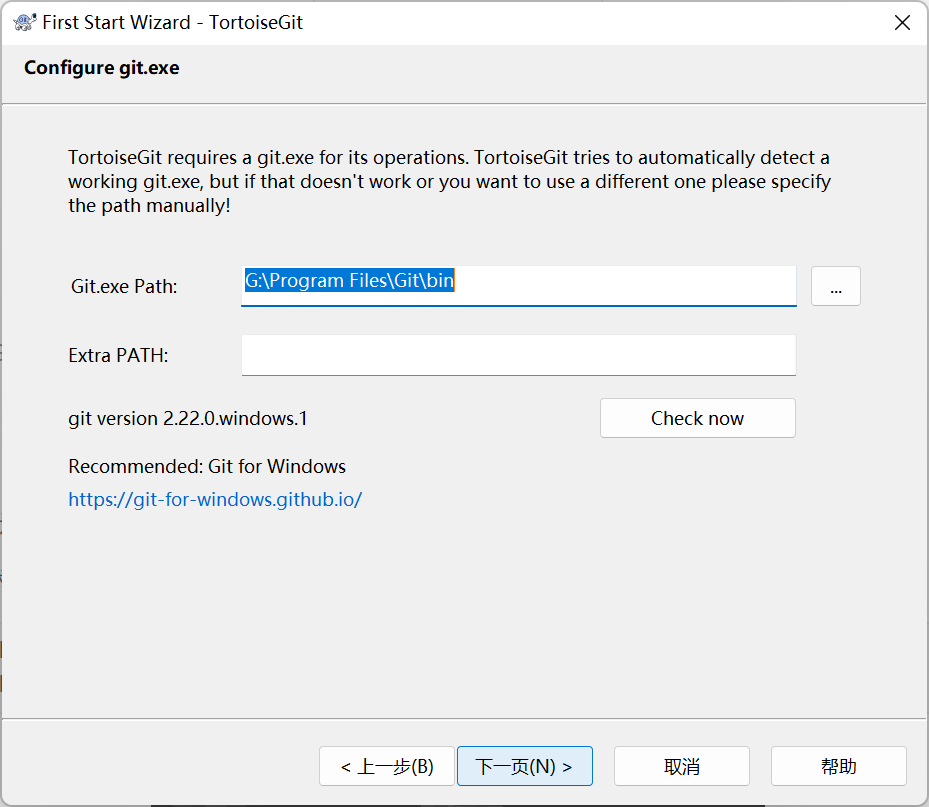 First Start Wizard - TortoiseGit
Configure git.exe
TortoiseGit requires a git.exe for its operations. TortoiseGit tries to automatically detect a
working git.exe, but if that doesn't work or you want to use a different one please specify
the path manually!
Git.exe Path: G:\Program Files\Git\bin ...
Extra PATH:
git version 2.22.0.windows.1 Check now
Recommended: Git for Windows
https://git-for-windows.github.io/
< 上一步(B) 下一页(N) > 取消 帮助